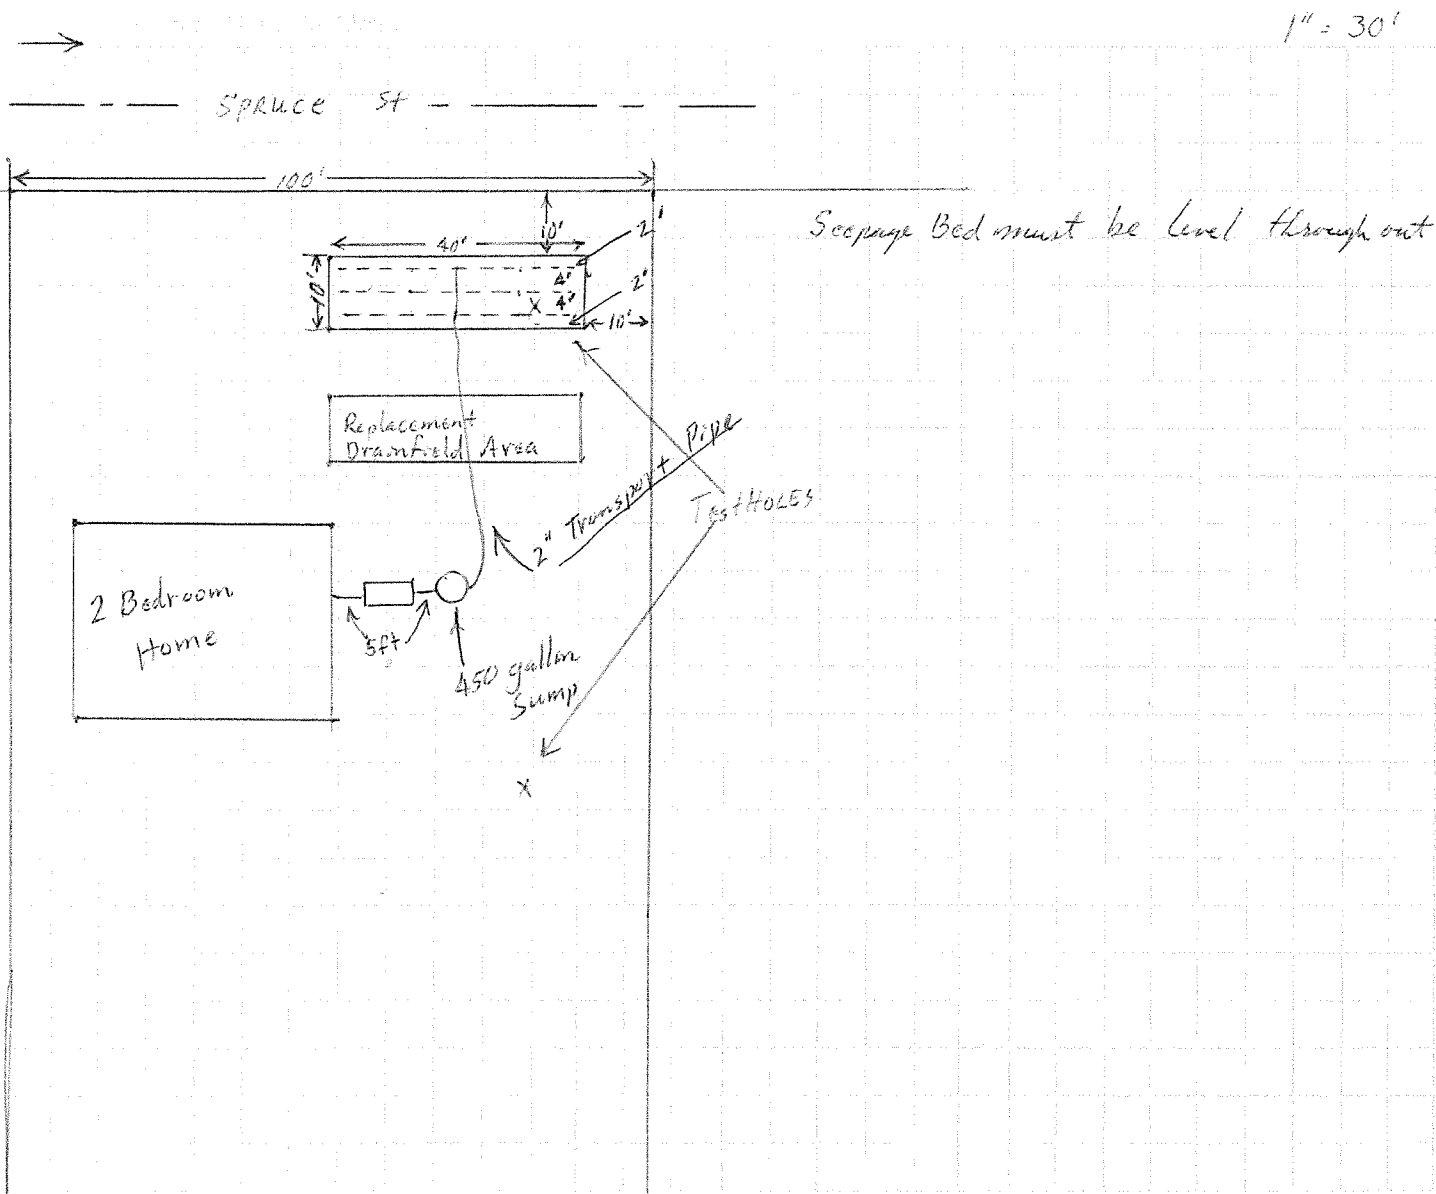 1" = 30'
Spruce St
100'
Seepage Bed must be level through out
10'
2'
40'
10'
4'
4'
2'
10'
X
Replacement
Drainfield Area
2" Transport Pipe
Test HOLES
2 Bedroom
Home
5ft
450 gallon
Sump
X